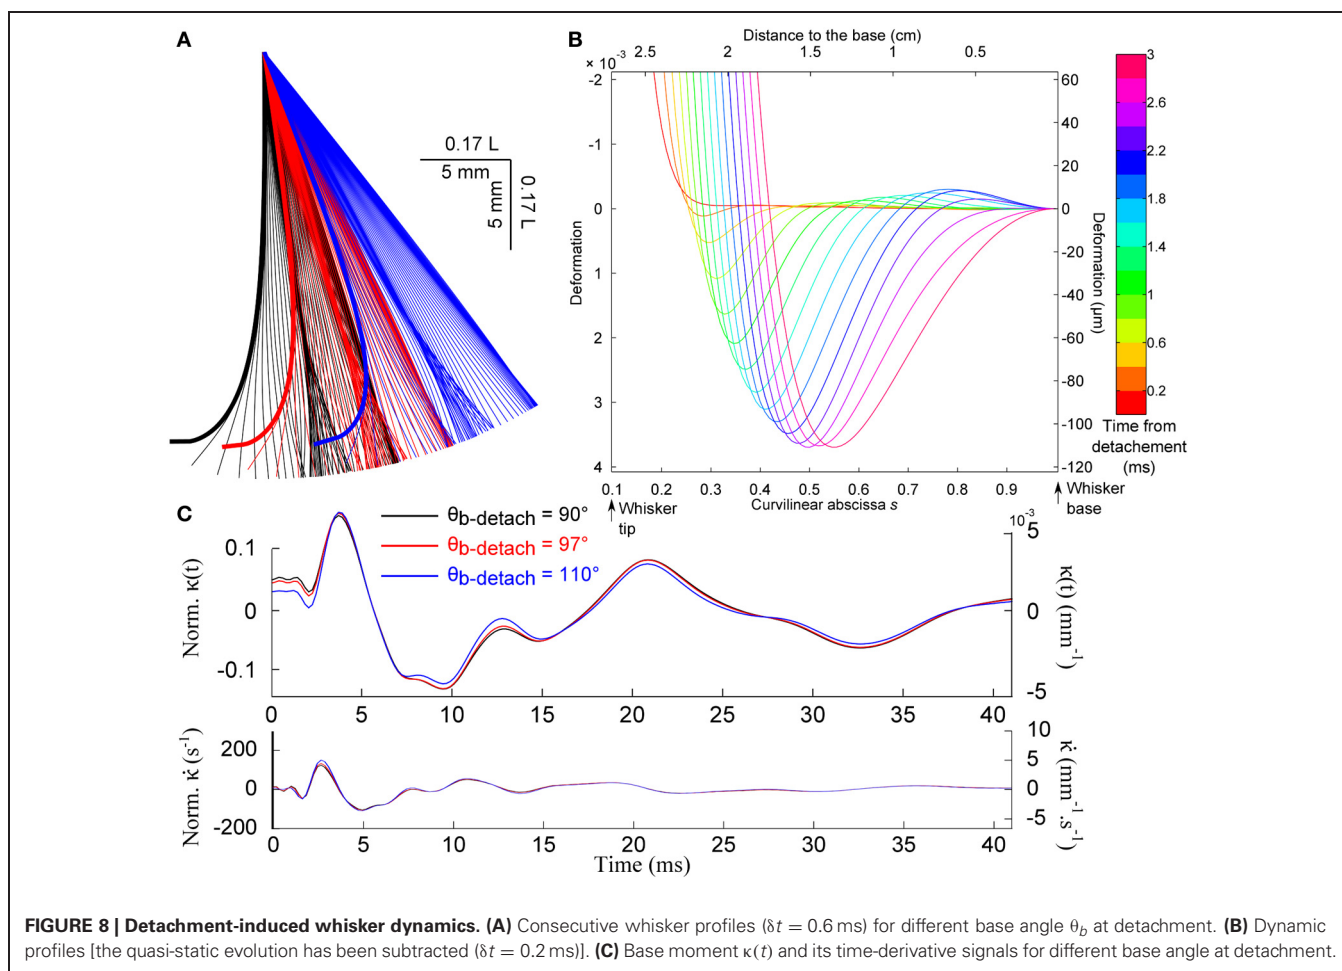 A
0.17 L
5 mm
5 mm
0.17 L
B
Distance to the base (cm)
2.5 2 1.5 1 0.5
× 10-3
-2
-1
0
1
2
3
4
Deformation
60
40
20
0
-20
-40
-60
-80
-100
-120
Deformation (µm)
0.1 0.2 0.3 0.4 0.5 0.6 0.7 0.8 0.9
Curvilinear abscissa s
Whisker
tip
Whisker
base
3
2.6
2.2
1.8
1.4
1
0.6
0.2
Time from
detachement
(ms)
C
θb-detach = 90°
θb-detach = 97°
θb-detach = 110°
Norm. κ(t)
0.1
0
-0.1
10-3
5
0
-5
κ(t) (mm-1)
0 5 10 15 20 25 30 35 40
Norm. κ̇ (s-1)
200
0
-200
10
5
0
-5
κ̇ (mm-1.s-1)
0 5 10 15 20 25 30 35 40
Time (ms)
FIGURE 8 | Detachment-induced whisker dynamics. (A) Consecutive whisker profiles (δt = 0.6 ms) for different base angle θb at detachment. (B) Dynamic
profiles [the quasi-static evolution has been subtracted (δt = 0.2 ms)]. (C) Base moment κ(t) and its time-derivative signals for different base angle at detachment.